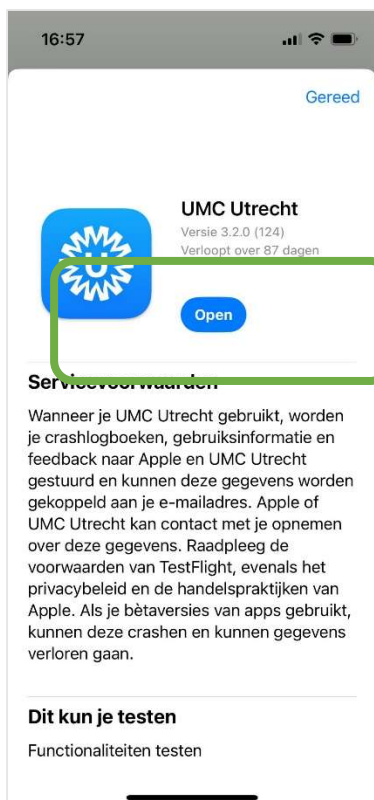 16:57
Gereed
UMC Utrecht
Versie 3.2.0 (124)
Verloopt over 87 dagen
U
Open
Servicevoorwaarden
Wanneer je UMC Utrecht gebruikt, worden
je crashlogboeken, gebruiksinformatie en
feedback naar Apple en UMC Utrecht
gestuurd en kunnen deze gegevens worden
gekoppeld aan je e-mailadres. Apple of
UMC Utrecht kan contact met je opnemen
over deze gegevens. Raadpleeg de
voorwaarden van TestFlight, evenals het
privacybeleid en de handelspraktijken van
Apple. Als je bètaversies van apps gebruikt,
kunnen deze crashen en kunnen gegevens
verloren gaan.
Dit kun je testen
Functionaliteiten testen